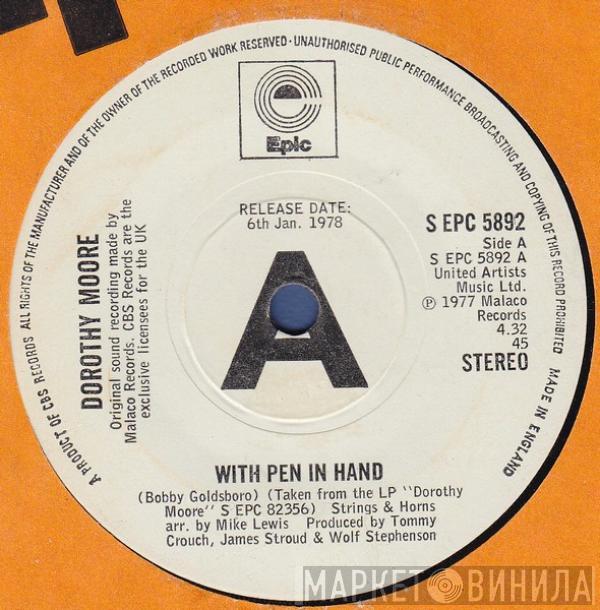 A PRODUCT OF CBS RECORDS ALL RIGHTS OF THE MANUFACTURER AND OF THE OWNER OF THE RECORDED WORK RESERVED · UNAUTHORISED PUBLIC PERFORMANCE BROADCASTING AND COPYING OF THIS RECORD PROHIBITED MADE IN ENGLAND
Epic
RELEASE DATE:
6th Jan. 1978
DOROTHY MOORE
Original sound recording made by
Malaco Records. CBS Records are the
exclusive licensees for the UK
A
S EPC 5892
Side A
S EPC 5892 A
United Artists
Music Ltd.
℗ 1977 Malaco
Records
4.32
45
STEREO
WITH PEN IN HAND
(Bobby Goldsboro) (Taken from the LP "Dorothy
Moore" S EPC 82356) Strings & Horns
arr. by Mike Lewis Produced by Tommy
Crouch, James Stroud & Wolf Stephenson
МАРКЕТ ВИНИЛА